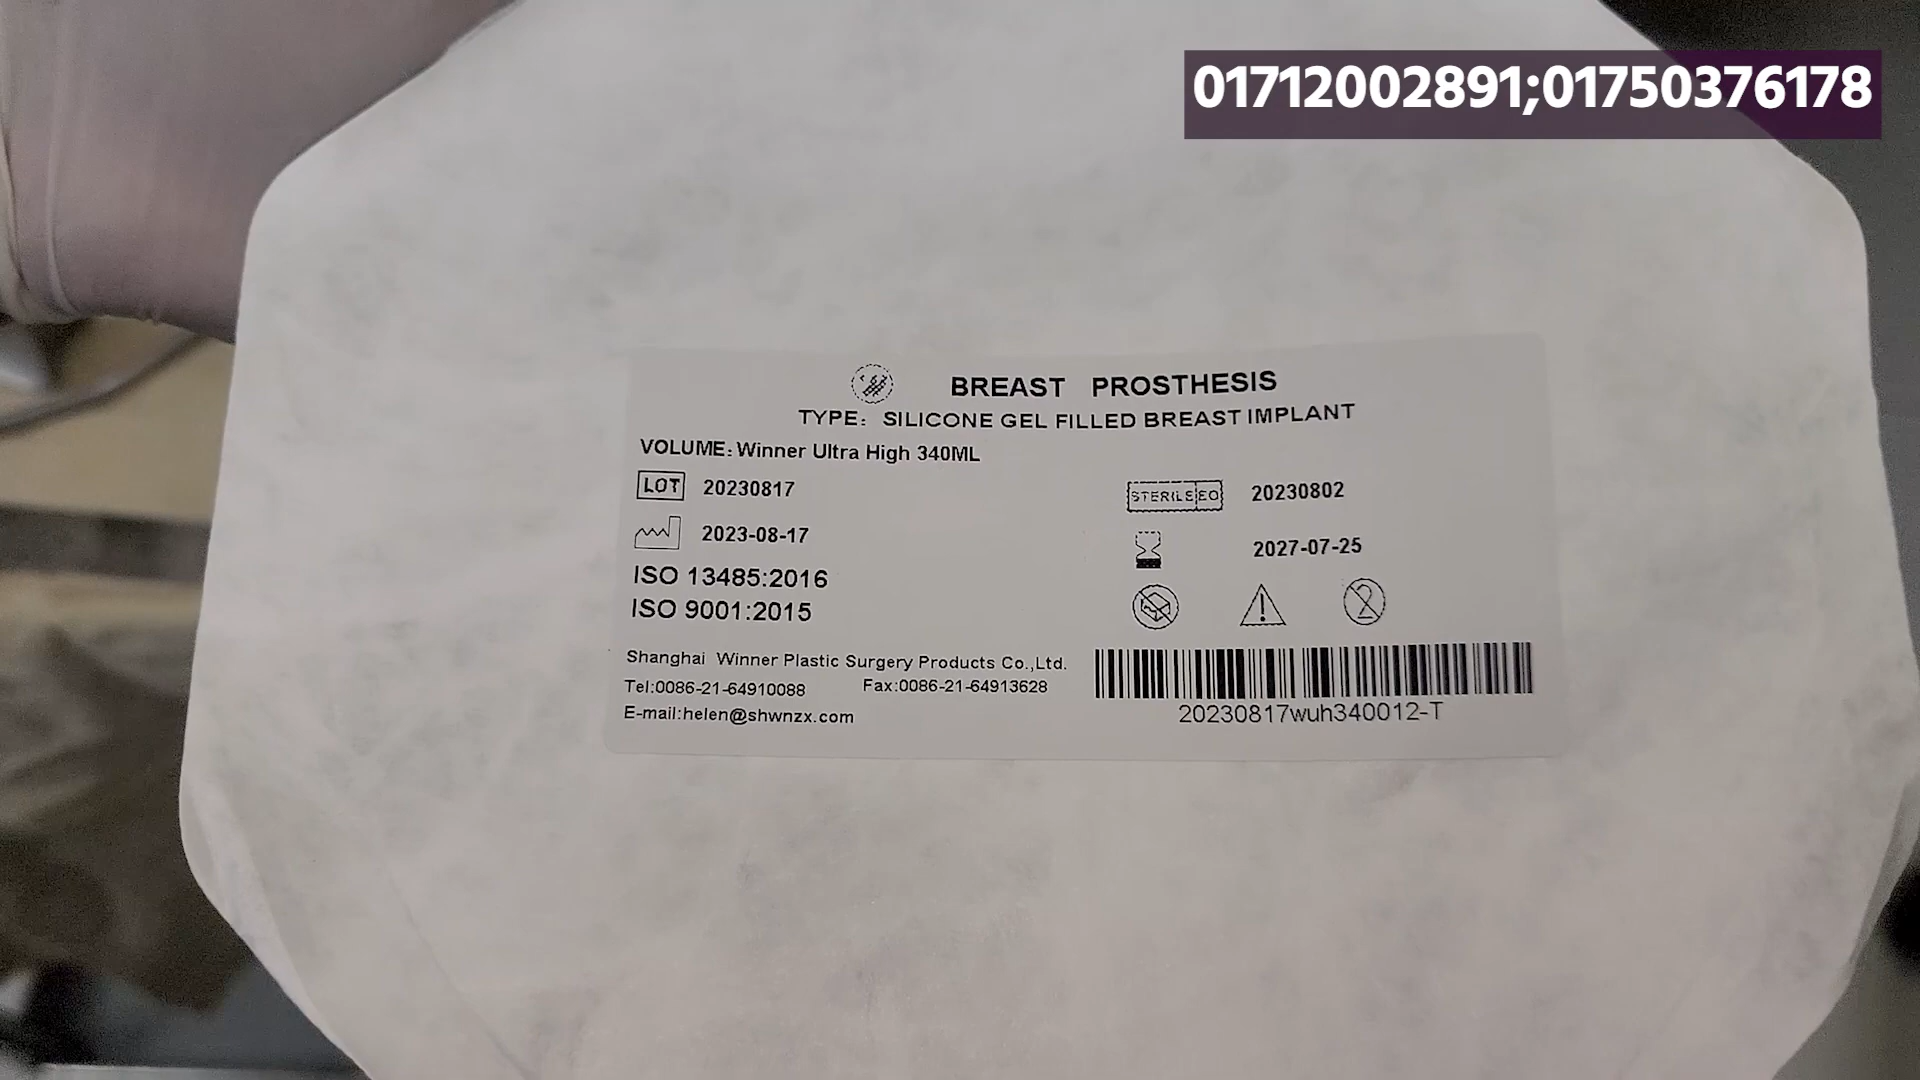 01712002891;01750376178
BREAST PROSTHESIS
TYPE: SILICONE GEL FILLED BREAST IMPLANT
VOLUME: Winner Ultra High 340ML
LOT 20230817
STERILE EO 20230802
2023-08-17
2027-07-25
ISO 13485:2016
ISO 9001:2015
2
Shanghai Winner Plastic Surgery Products Co.,Ltd.
Tel:0086-21-64910088 Fax:0086-21-64913628
E-mail:helen@shwnzx.com
20230817wuh340012-T